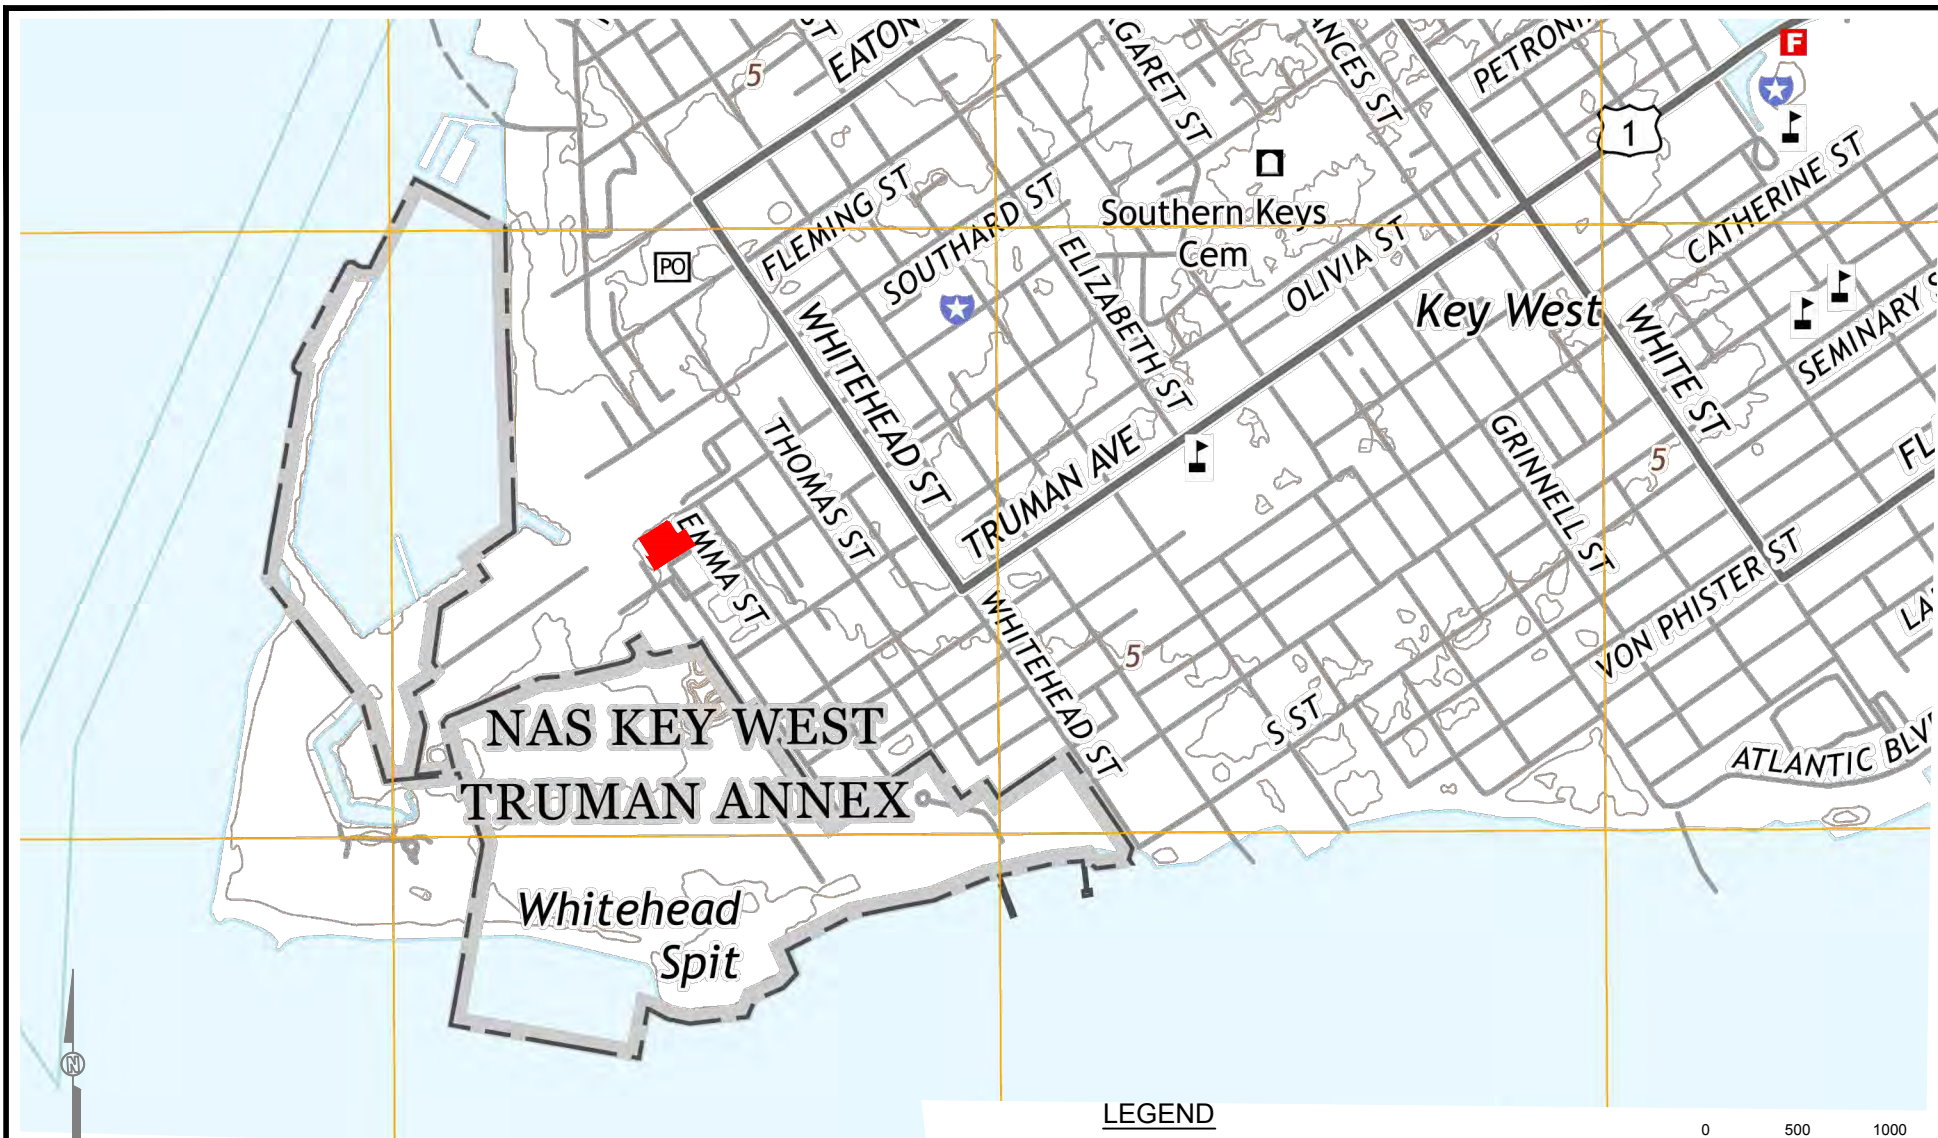 ST
EATON
GARET ST
ANCES ST
PETRONI
F
5
1
CATHERINE ST
FLEMING ST
SOUTHARD ST
Southern Keys
Cem
ELIZABETH ST
OLIVIA ST
PO
Key West
WHITEHEAD ST
WHITE ST
SEMINARY S
THOMAS ST
TRUMAN AVE
GRINNELL ST
5
FL
EMMA ST
WHITEHEAD ST
5
VON PHISTER ST
LA
S ST
ATLANTIC BLV
NAS KEY WEST
TRUMAN ANNEX
Whitehead
Spit
N
LEGEND
0 500 1000